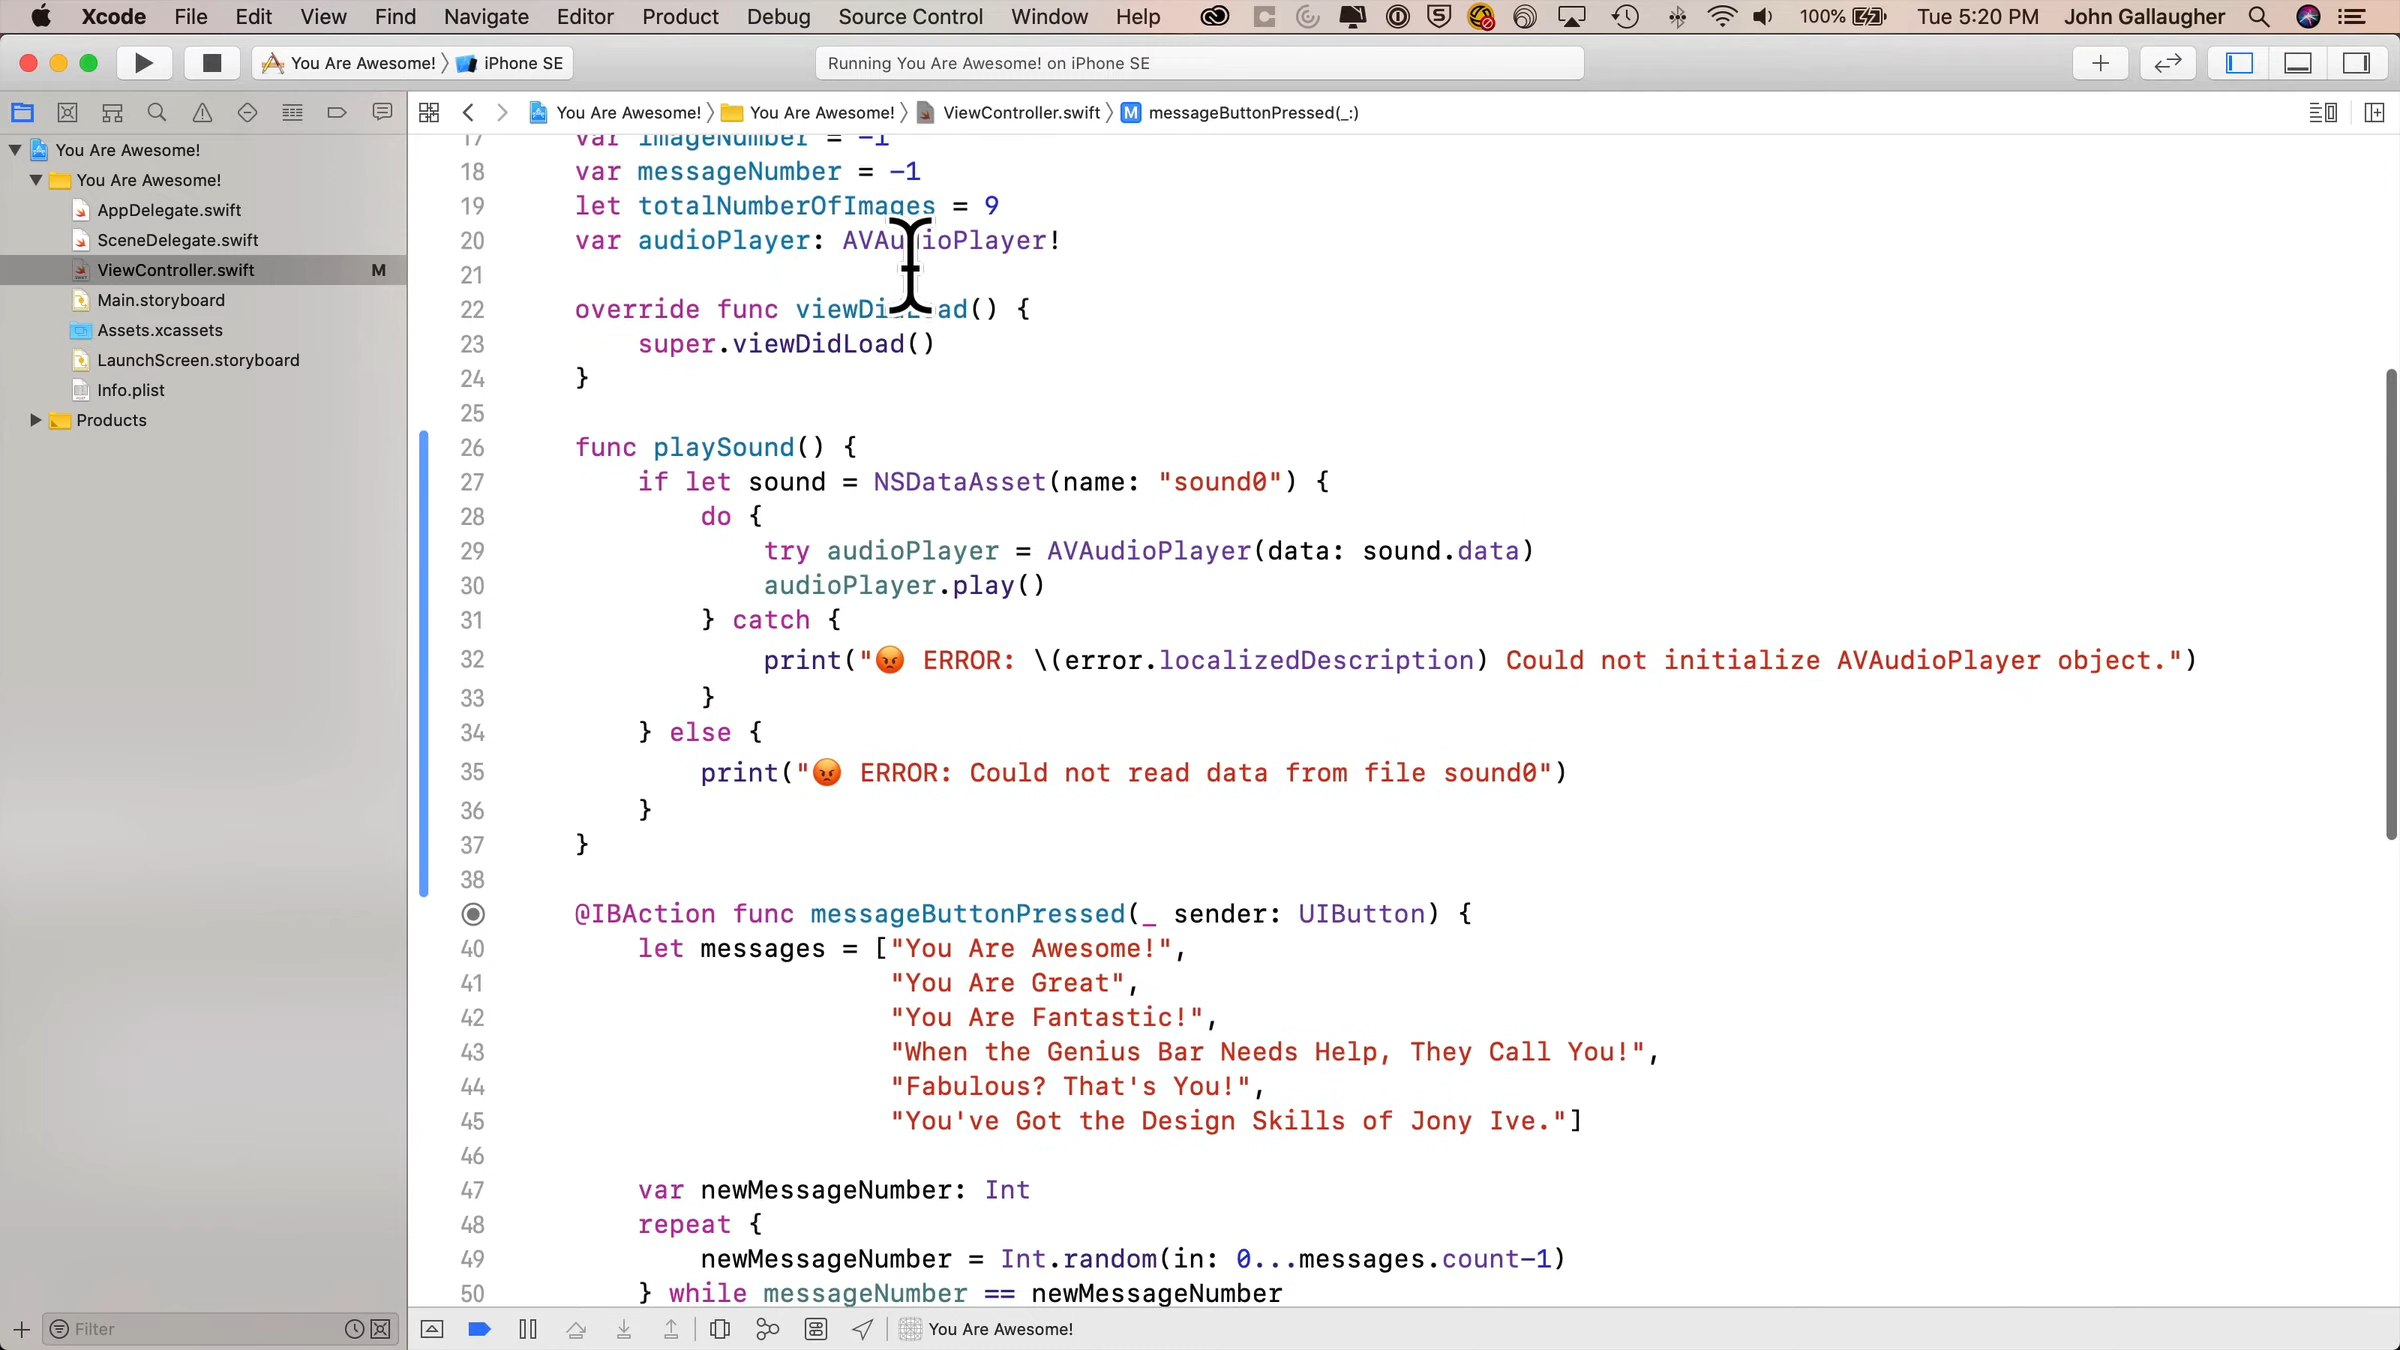 Xcode File Edit View Find Navigate Editor Product Debug Source Control Window Help 100% Tue 5:20 PM John Gallaugher
You Are Awesome! iPhone SE Running You Are Awesome! on iPhone SE
You Are Awesome! You Are Awesome! ViewController.swift M messageButtonPressed(_:)
You Are Awesome!
You Are Awesome!
AppDelegate.swift
SceneDelegate.swift
ViewController.swift M
Main.storyboard
Assets.xcassets
LaunchScreen.storyboard
Info.plist
Products
17 var imageNumber = -1
18 var messageNumber = -1
19 let totalNumberOfImages = 9
20 var audioPlayer: AVAudioPlayer!
21
22 override func viewDidLoad() {
23 super.viewDidLoad()
24 }
25
26 func playSound() {
27 if let sound = NSDataAsset(name: "sound0") {
28 do {
29 try audioPlayer = AVAudioPlayer(data: sound.data)
30 audioPlayer.play()
31 } catch {
32 print("😡 ERROR: \(error.localizedDescription) Could not initialize AVAudioPlayer object.")
33 }
34 } else {
35 print("😡 ERROR: Could not read data from file sound0")
36 }
37 }
38
@IBAction func messageButtonPressed(_ sender: UIButton) {
40 let messages = ["You Are Awesome!",
41 "You Are Great",
42 "You Are Fantastic!",
43 "When the Genius Bar Needs Help, They Call You!",
44 "Fabulous? That's You!",
45 "You've Got the Design Skills of Jony Ive."]
46
47 var newMessageNumber: Int
48 repeat {
49 newMessageNumber = Int.random(in: 0...messages.count-1)
50 } while messageNumber == newMessageNumber
Filter You Are Awesome!